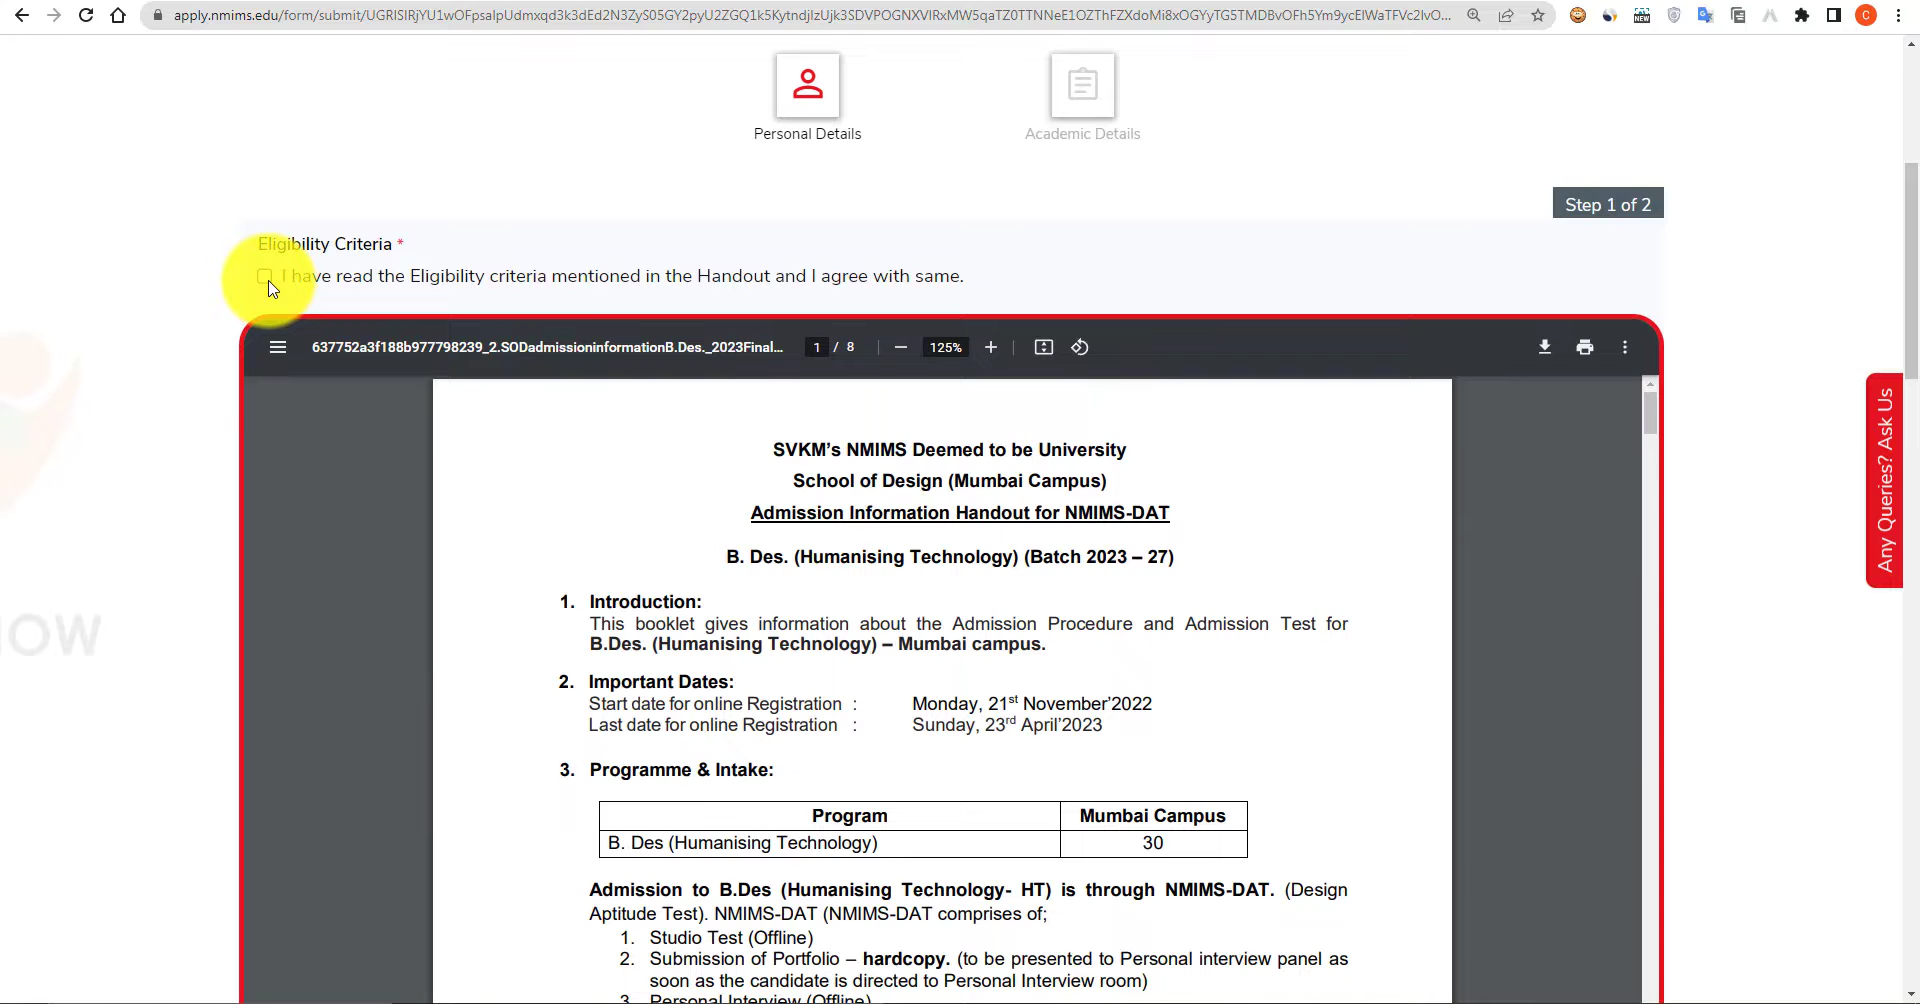 apply.nmims.edu/form/submit/
Personal Details
Academic Details
Step 1 of 2
Eligibility Criteria *
I have read the Eligibility criteria mentioned in the Handout and I agree with same.
637752a3f188b977798239_2.SODadmissioninformationB.Des._2023Final...
1 / 8
125%
SVKM's NMIMS Deemed to be University
School of Design (Mumbai Campus)
Admission Information Handout for NMIMS-DAT
B. Des. (Humanising Technology) (Batch 2023 – 27)
1. Introduction:
This booklet gives information about the Admission Procedure and Admission Test for
B.Des. (Humanising Technology) – Mumbai campus.
2. Important Dates:
Start date for online Registration : Monday, 21st November'2022
Last date for online Registration : Sunday, 23rd April'2023
3. Programme & Intake:
Program Mumbai Campus
B. Des (Humanising Technology) 30
Admission to B.Des (Humanising Technology- HT) is through NMIMS-DAT. (Design
Aptitude Test). NMIMS-DAT (NMIMS-DAT comprises of;
1. Studio Test (Offline)
2. Submission of Portfolio – hardcopy. (to be presented to Personal interview panel as
soon as the candidate is directed to Personal Interview room)
3. Personal Interview (Offline)
Any Queries? Ask Us
NEW
C
OW